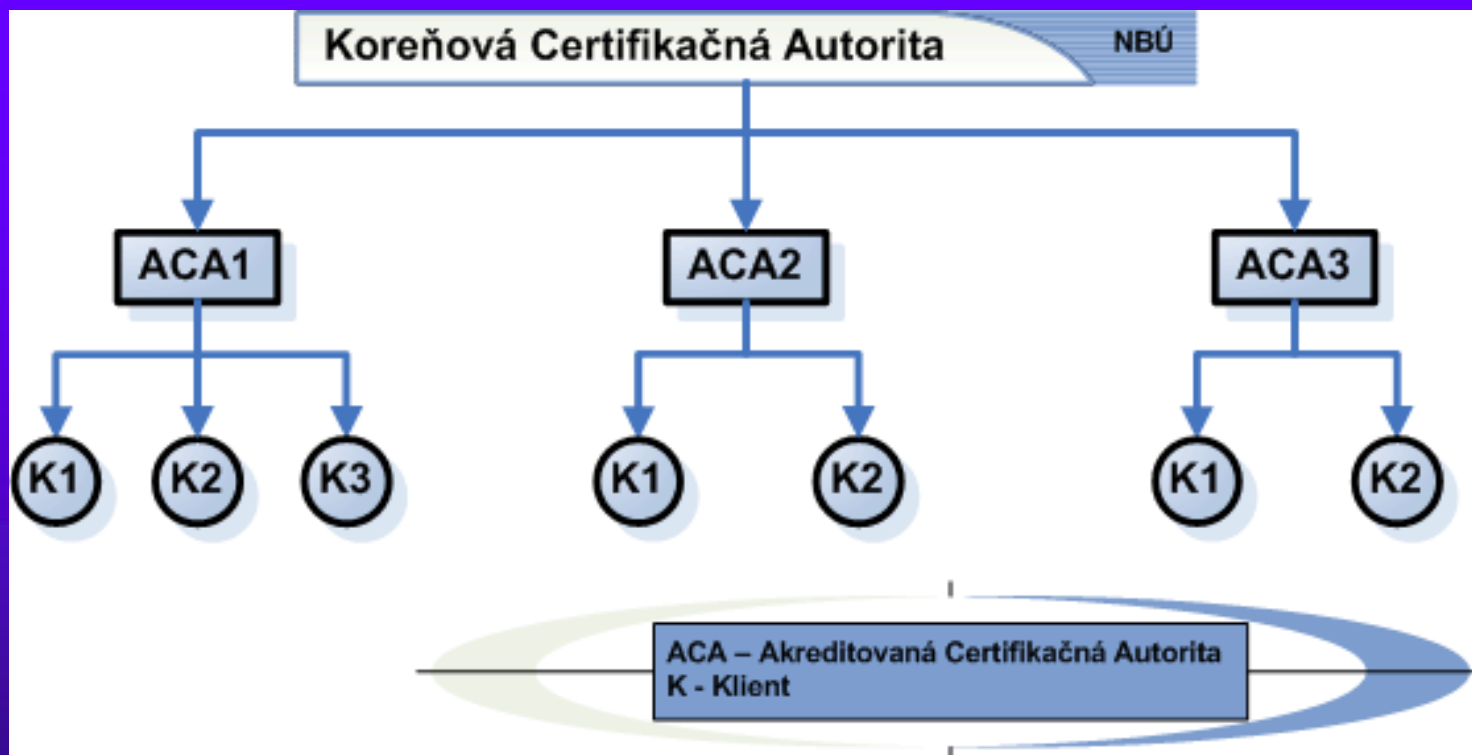 Koreňová Certifikačná Autorita
NBÚ
ACA1
ACA2
ACA3
K1
K2
K3
K1
K2
K1
K2
ACA – Akreditovaná Certifikačná Autorita
K - Klient